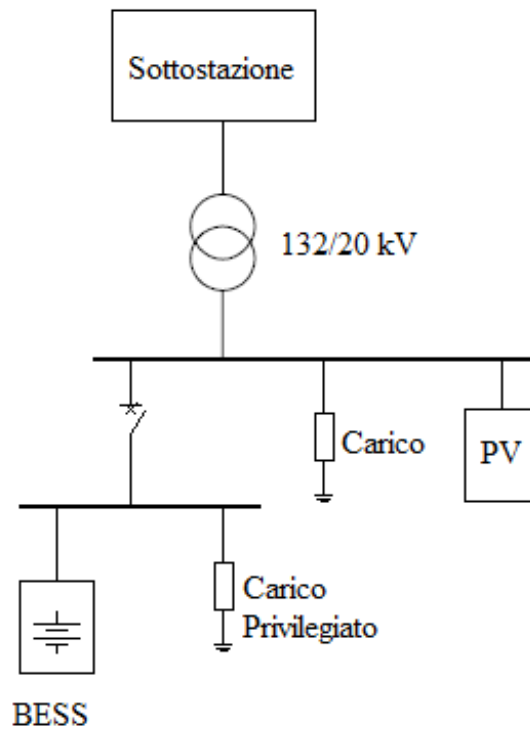 Sottostazione
132/20 kV
Carico
PV
Carico
Privilegiato
BESS